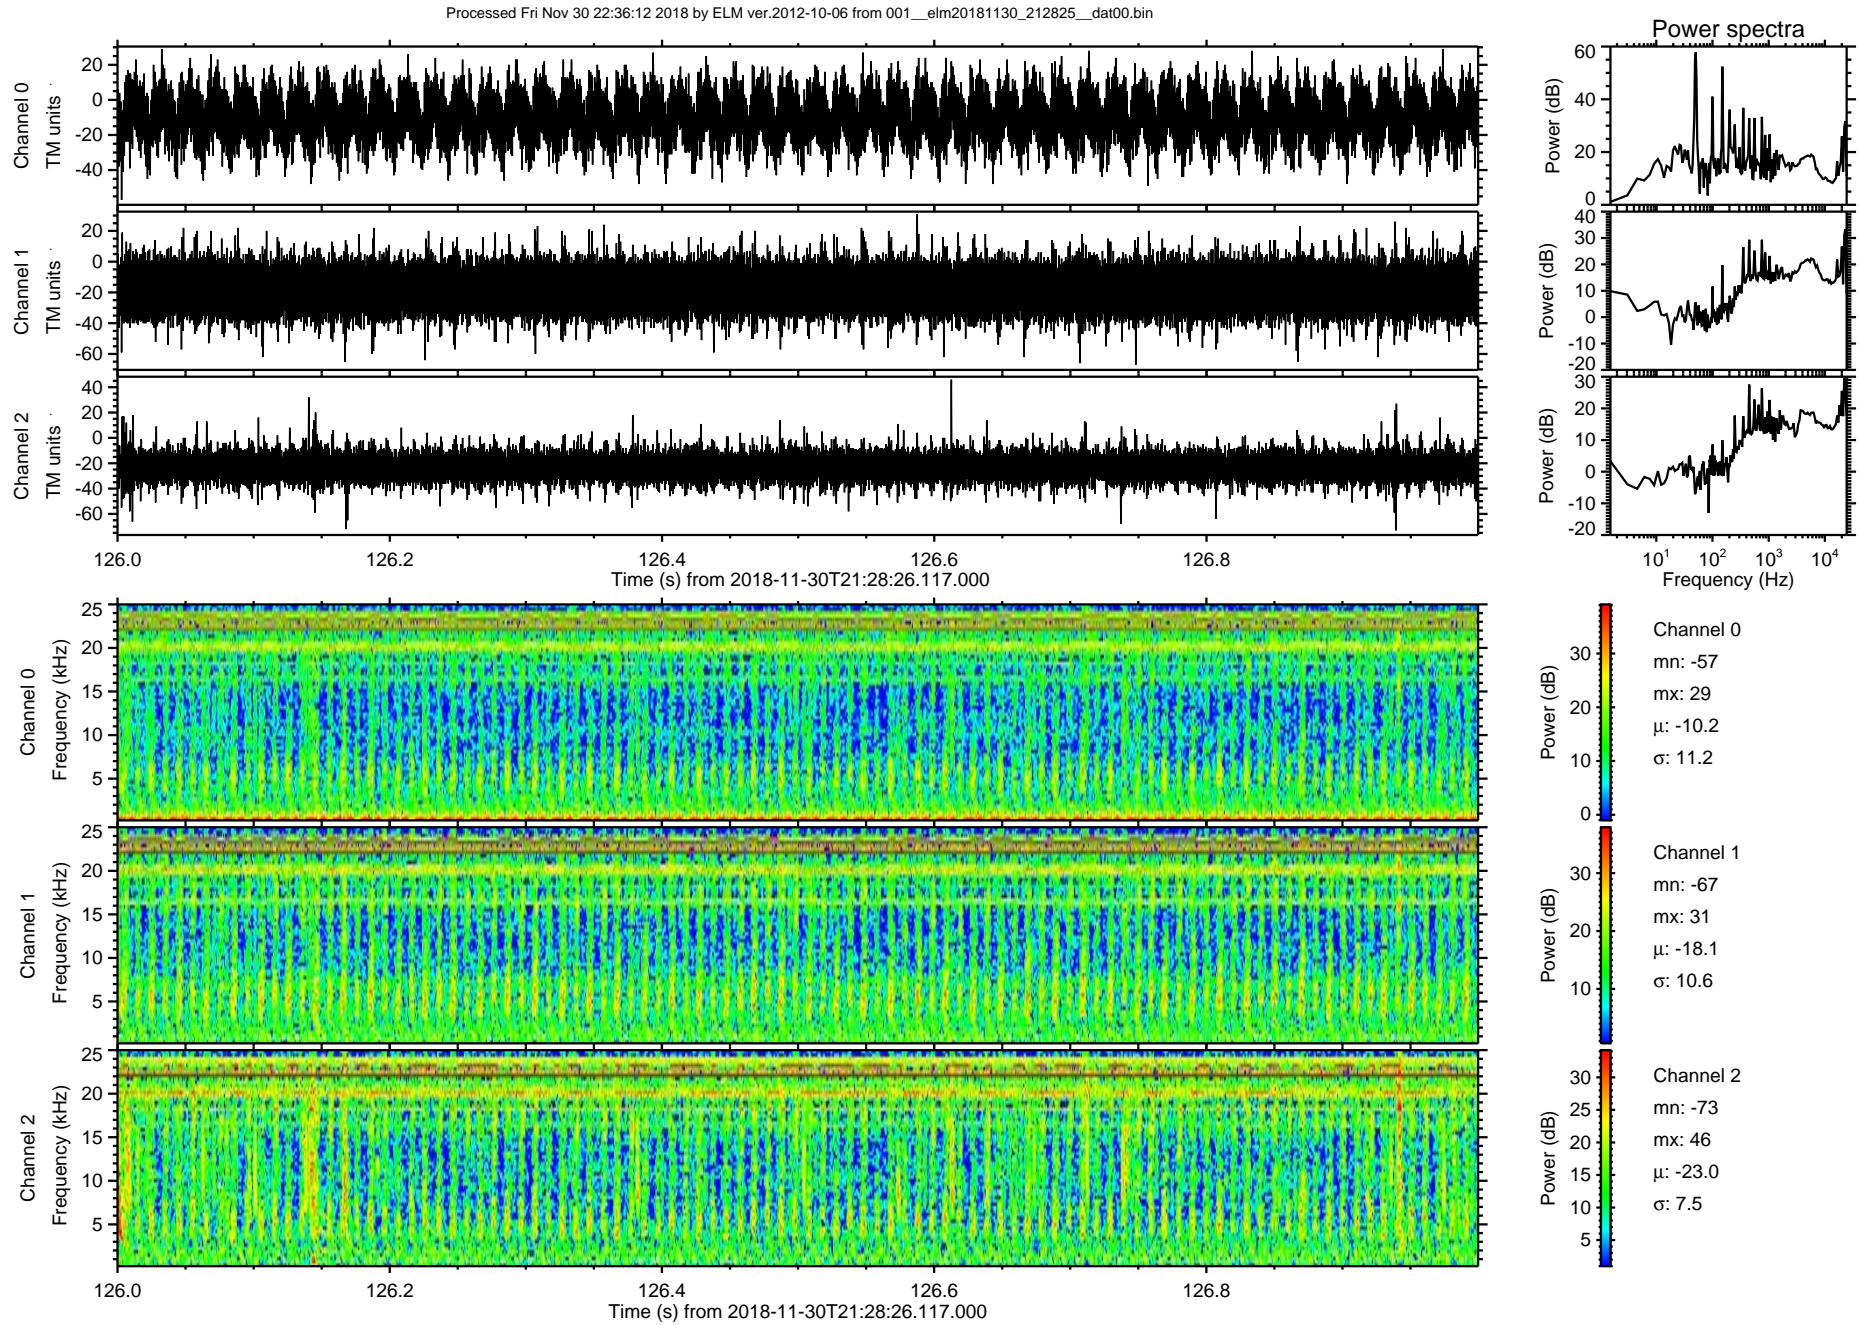 Processed Fri Nov 30 22:36:12 2018 by ELM ver.2012-10-06 from 001__elm20181130_212825__dat00.bin
Power spectra
Channel 0
TM units
20
0
-20
-40
Power (dB)
60
40
20
0
Channel 1
TM units
20
0
-20
-40
-60
Power (dB)
40
30
20
10
0
-10
-20
Channel 2
TM units
40
20
0
-20
-40
-60
Power (dB)
30
20
10
0
-10
-20
126.0 126.2 126.4 126.6 126.8
Time (s) from 2018-11-30T21:28:26.117.000
10¹ 10² 10³ 10⁴
Frequency (Hz)
Channel 0
Frequency (kHz)
25
20
15
10
5
Power (dB)
30
20
10
0
Channel 0
mn: -57
mx: 29
μ: -10.2
σ: 11.2
Channel 1
Frequency (kHz)
25
20
15
10
5
Power (dB)
30
20
10
Channel 1
mn: -67
mx: 31
μ: -18.1
σ: 10.6
Channel 2
Frequency (kHz)
25
20
15
10
5
Power (dB)
30
25
20
15
10
5
Channel 2
mn: -73
mx: 46
μ: -23.0
σ: 7.5
126.0 126.2 126.4 126.6 126.8
Time (s) from 2018-11-30T21:28:26.117.000